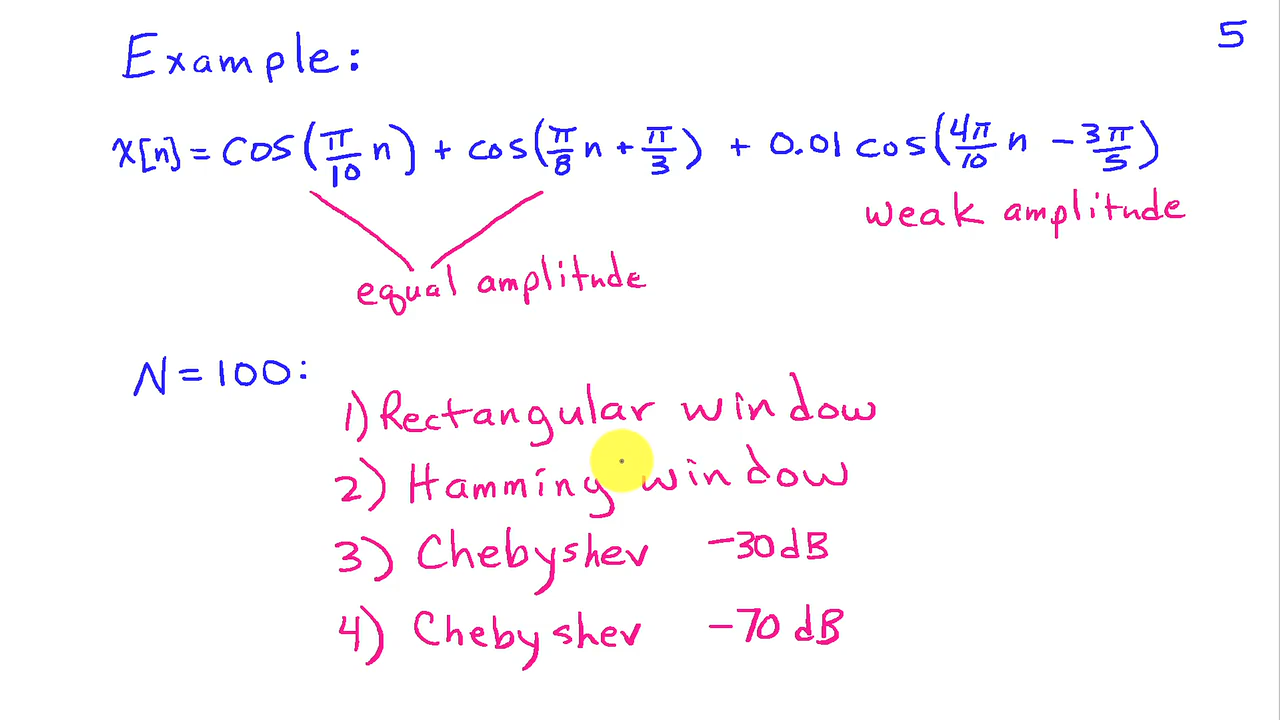 5
Example:
x[n] = cos(π/10 n) + cos(π/8 n + π/3) + 0.01 cos(4π/10 n - 3π/5)
weak amplitude
equal amplitude
N = 100:
1) Rectangular window
2) Hamming window
3) Chebyshev -30 dB
4) Chebyshev -70 dB